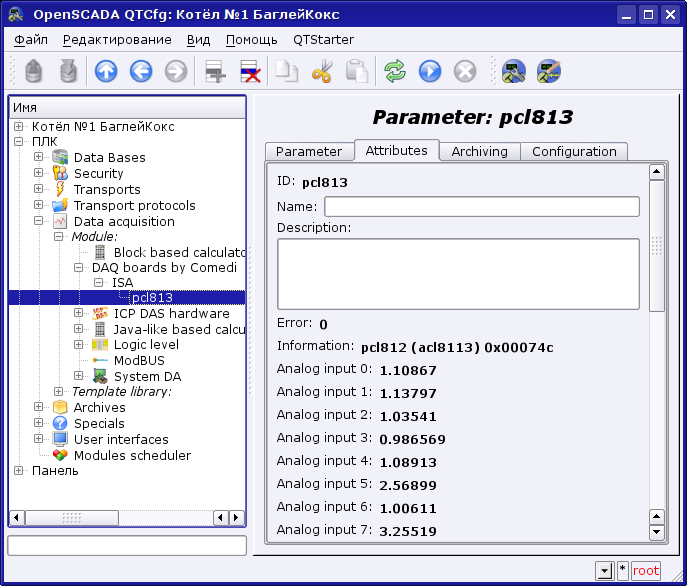 OpenSCADA QTCfg: Котёл №1 БаглейКокс
Файл Редактирование Вид Помощь QTStarter
Имя
Котёл №1 БаглейКокс
ПЛК
Data Bases
Security
Transports
Transport protocols
Data acquisition
Module:
Block based calculato
DAQ boards by Comedi
ISA
pcl813
ICP DAS hardware
Java-like based calcu
Logic level
ModBUS
System DA
Template library:
Archives
Specials
User interfaces
Modules scheduler
Панель
Parameter: pcl813
Parameter Attributes Archiving Configuration
ID: pcl813
Name:
Description:
Error: 0
Information: pcl812 (acl8113) 0x00074c
Analog input 0: 1.10867
Analog input 1: 1.13797
Analog input 2: 1.03541
Analog input 3: 0.986569
Analog input 4: 1.08913
Analog input 5: 2.56899
Analog input 6: 1.00611
Analog input 7: 3.25519
* root